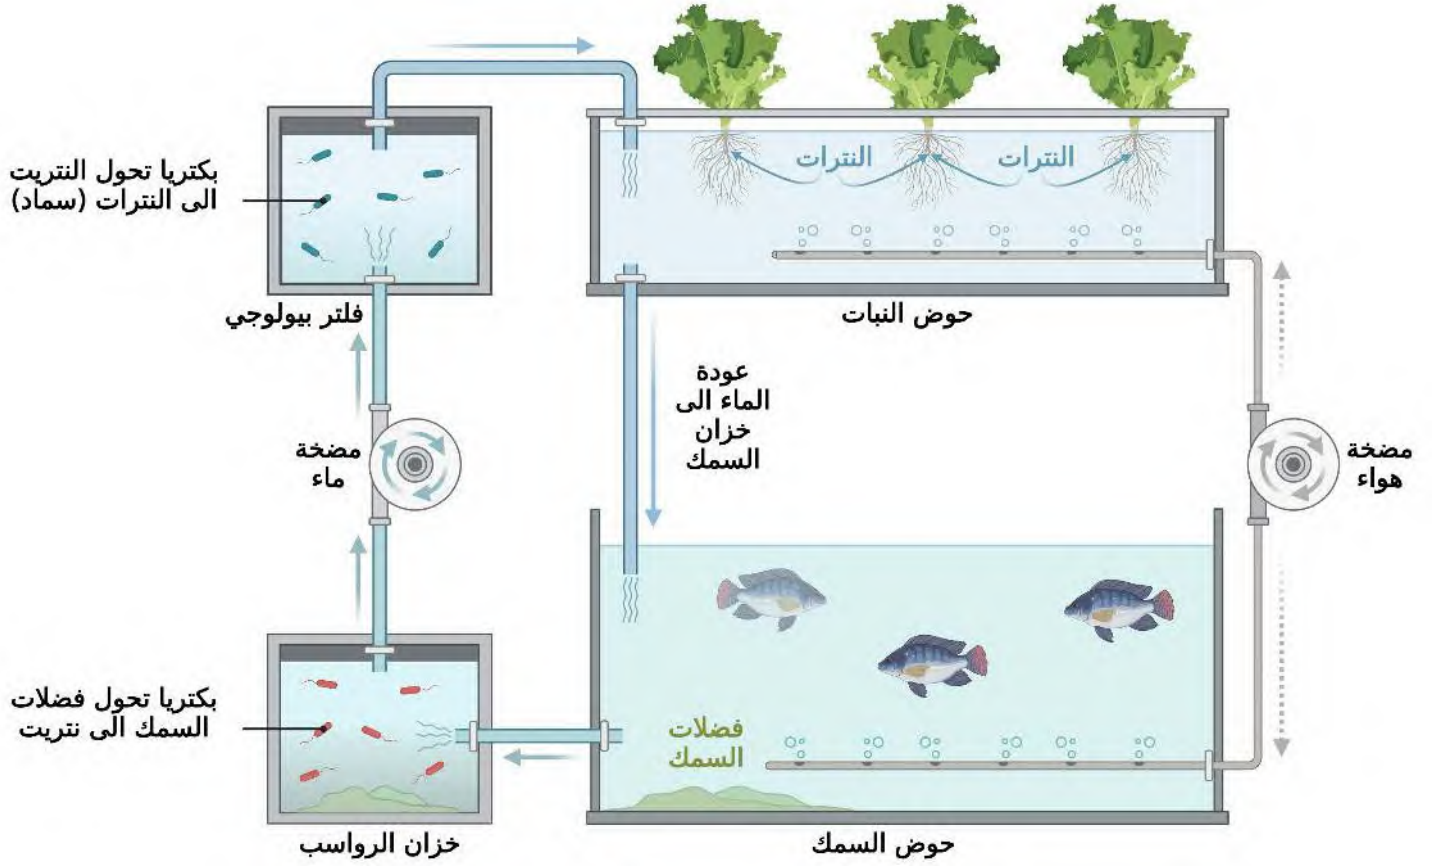 النترات
النترات
بكتريا تحول النتريت
الى النترات (سماد)
فلتر بيولوجي
حوض النبات
عودة
الماء الى
خزان
السمك
مضخة
ماء
مضخة
هواء
بكتريا تحول فضلات
السمك الى نتريت
فضلات
السمك
خزان الرواسب
حوض السمك